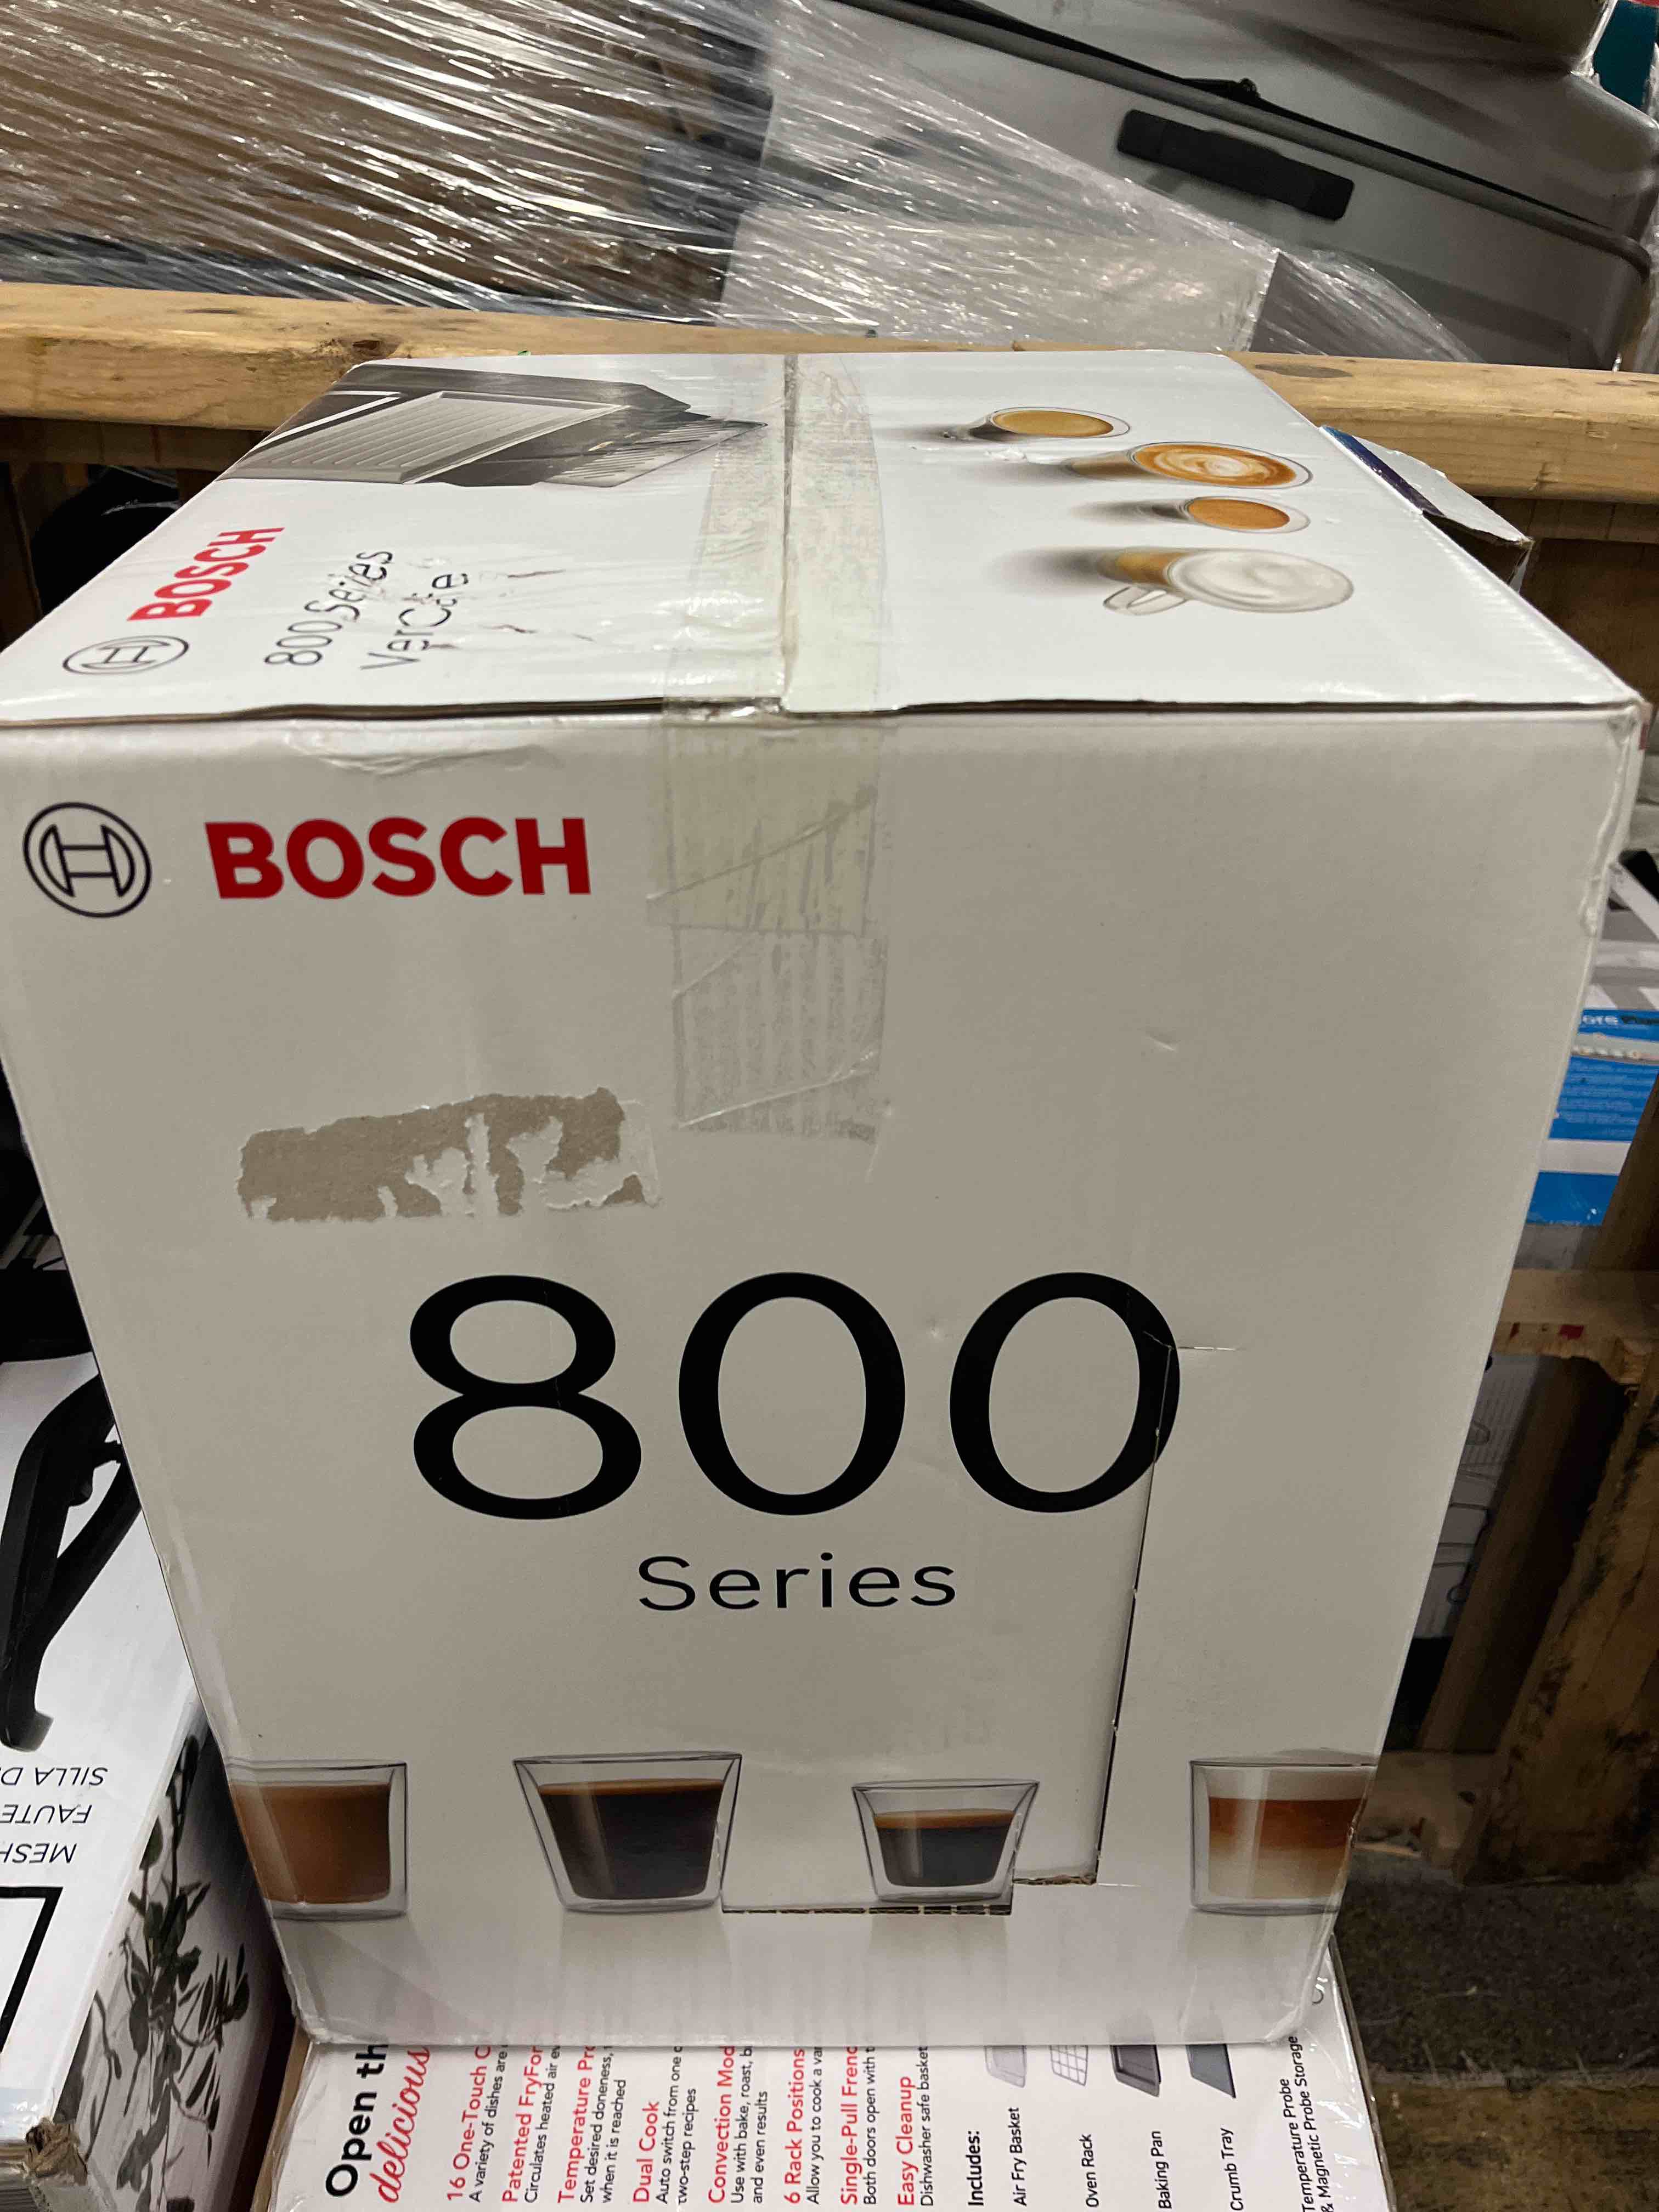 BOSCH
800 Series
VeroCafe
BOSCH
800
Series
SILLA D
FAUTE
MESH
Open th
delicious
16 One-Touch C
A variety of dishes are
Patented FryFor
Circulates heated air ev
Temperature Pro
Set desired doneness,
when it is reached
Dual Cook
Auto switch from one c
two-step recipes
Convection Mod
Use with bake, roast, b
and even results
6 Rack Positions
Allow you to cook a var
Single-Pull Frenc
Both doors open with t
Easy Cleanup
Dishwasher safe basket
Includes:
Air Fry Basket
Oven Rack
Baking Pan
Crumb Tray
Temperature Probe
& Magnetic Probe Storage